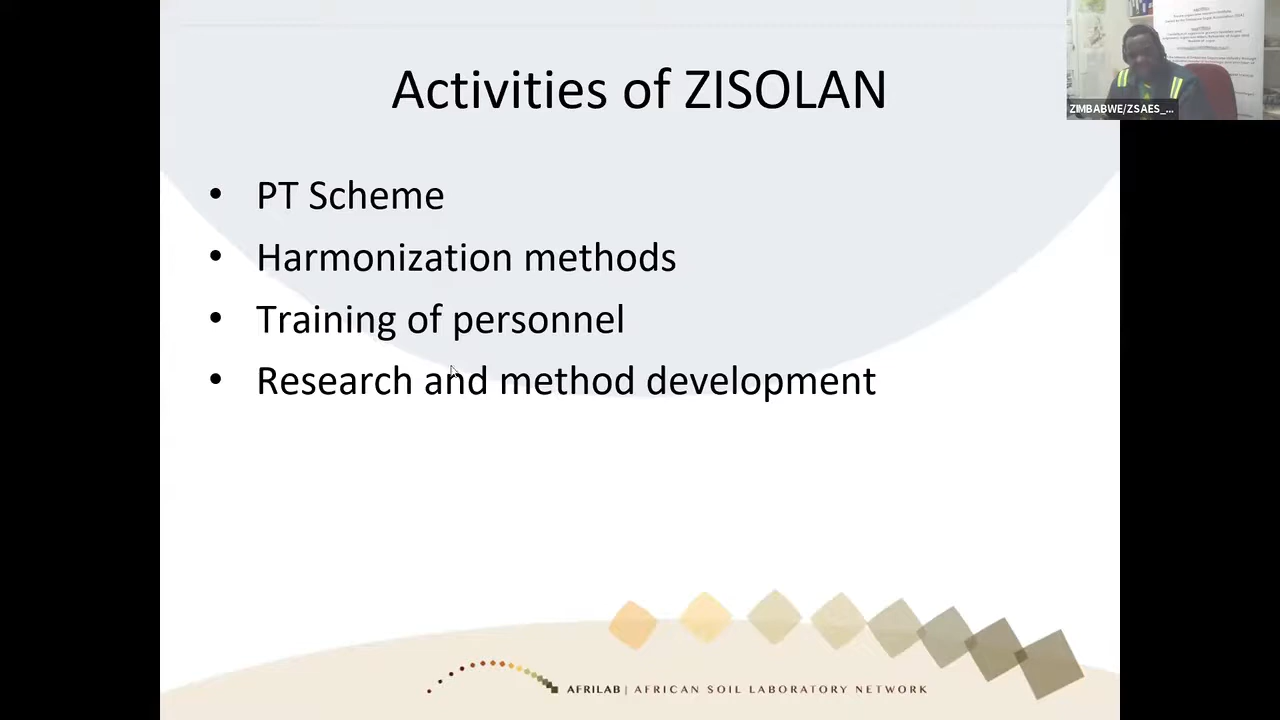 Activities of ZISOLAN
ZIMBABWE/ZSAES_...
• PT Scheme
• Harmonization methods
• Training of personnel
• Research and method development
AFRILAB | AFRICAN SOIL LABORATORY NETWORK